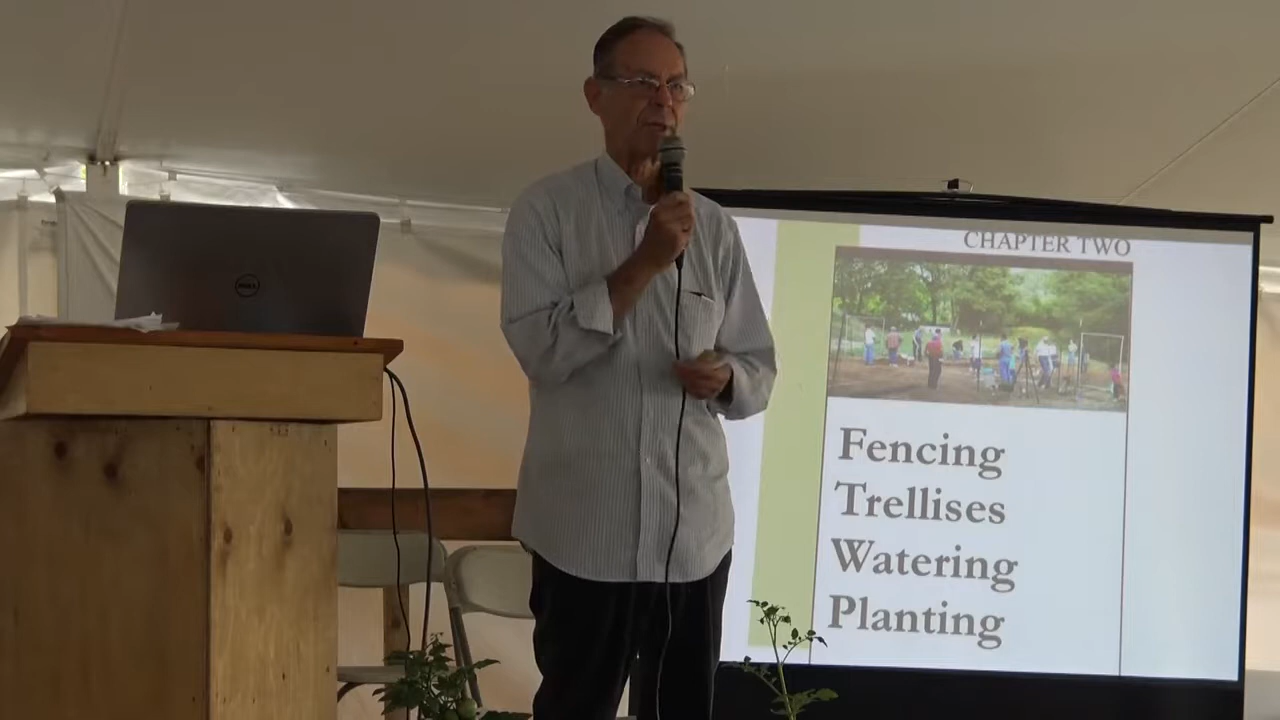 DELL
CHAPTER TWO
Fencing
Trellises
Watering
Planting